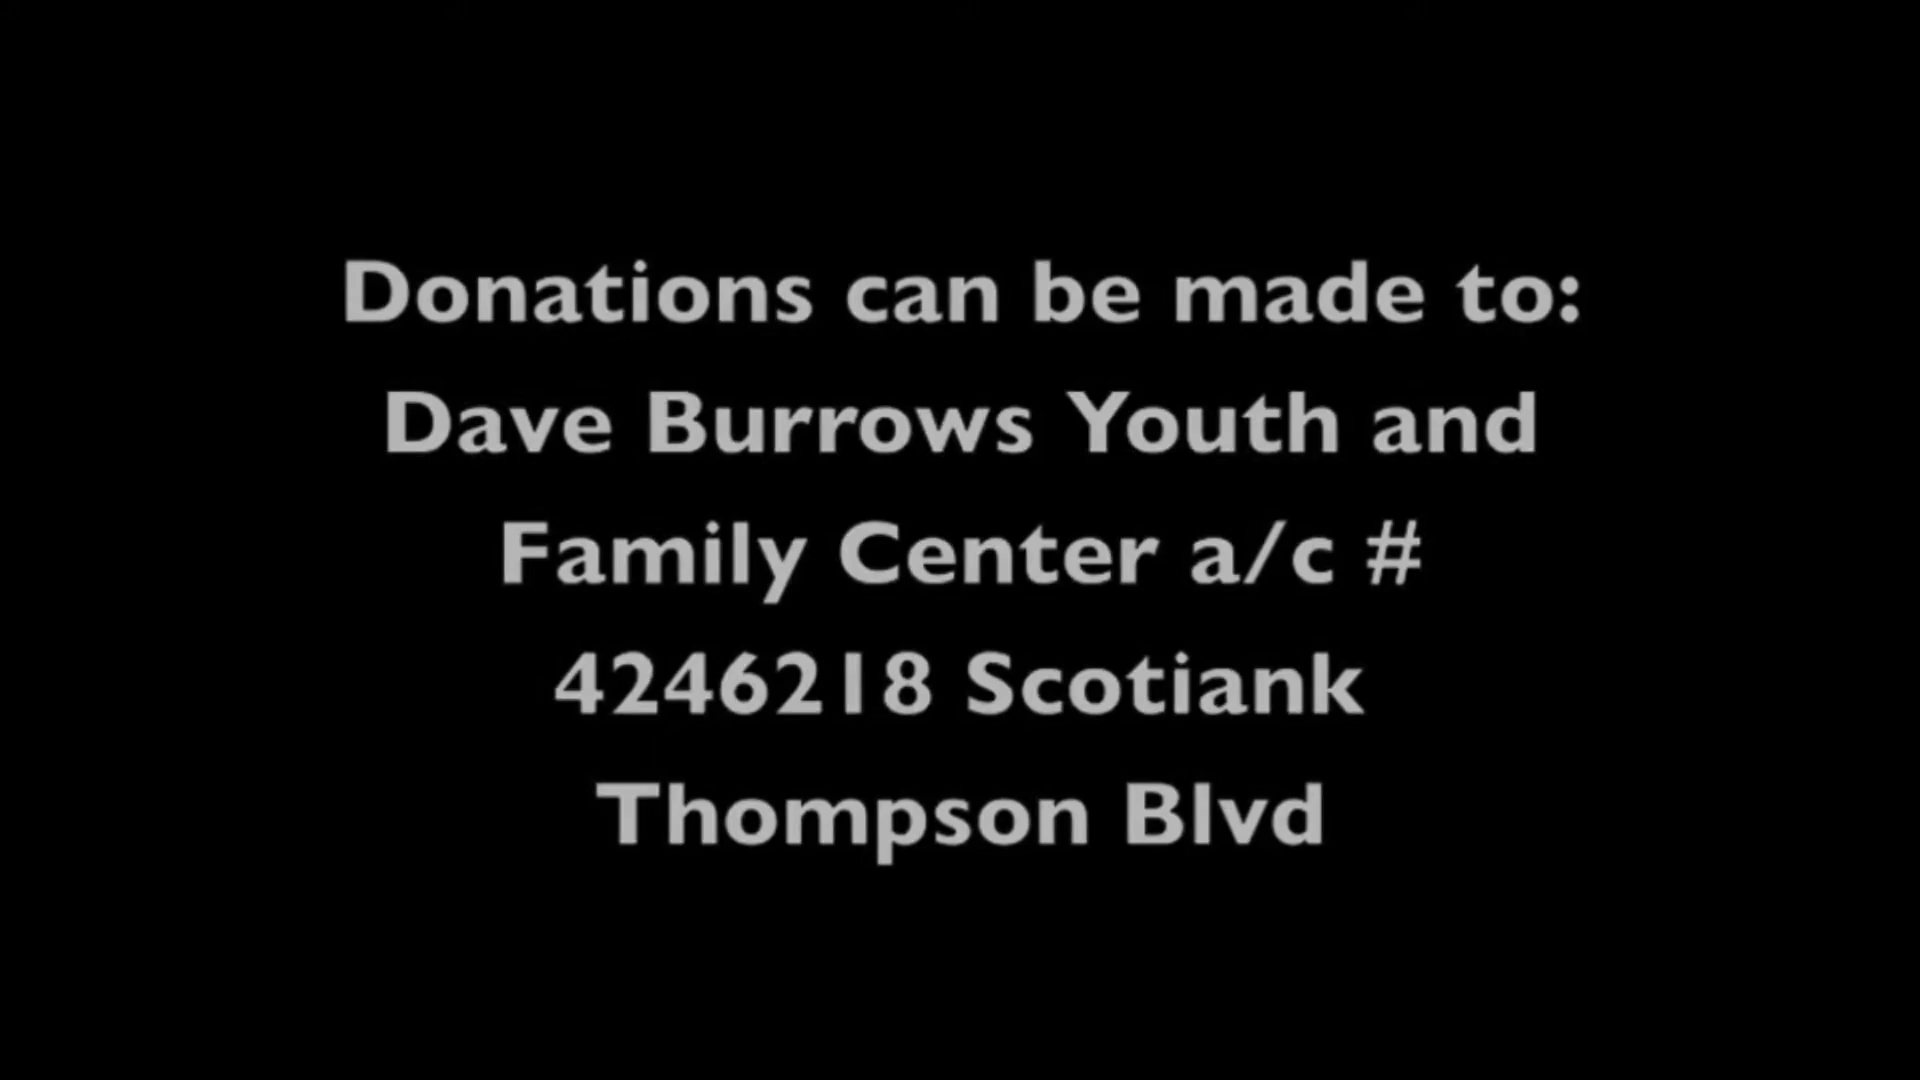 Donations can be made to:
Dave Burrows Youth and
Family Center a/c #
4246218 Scotiank
Thompson Blvd